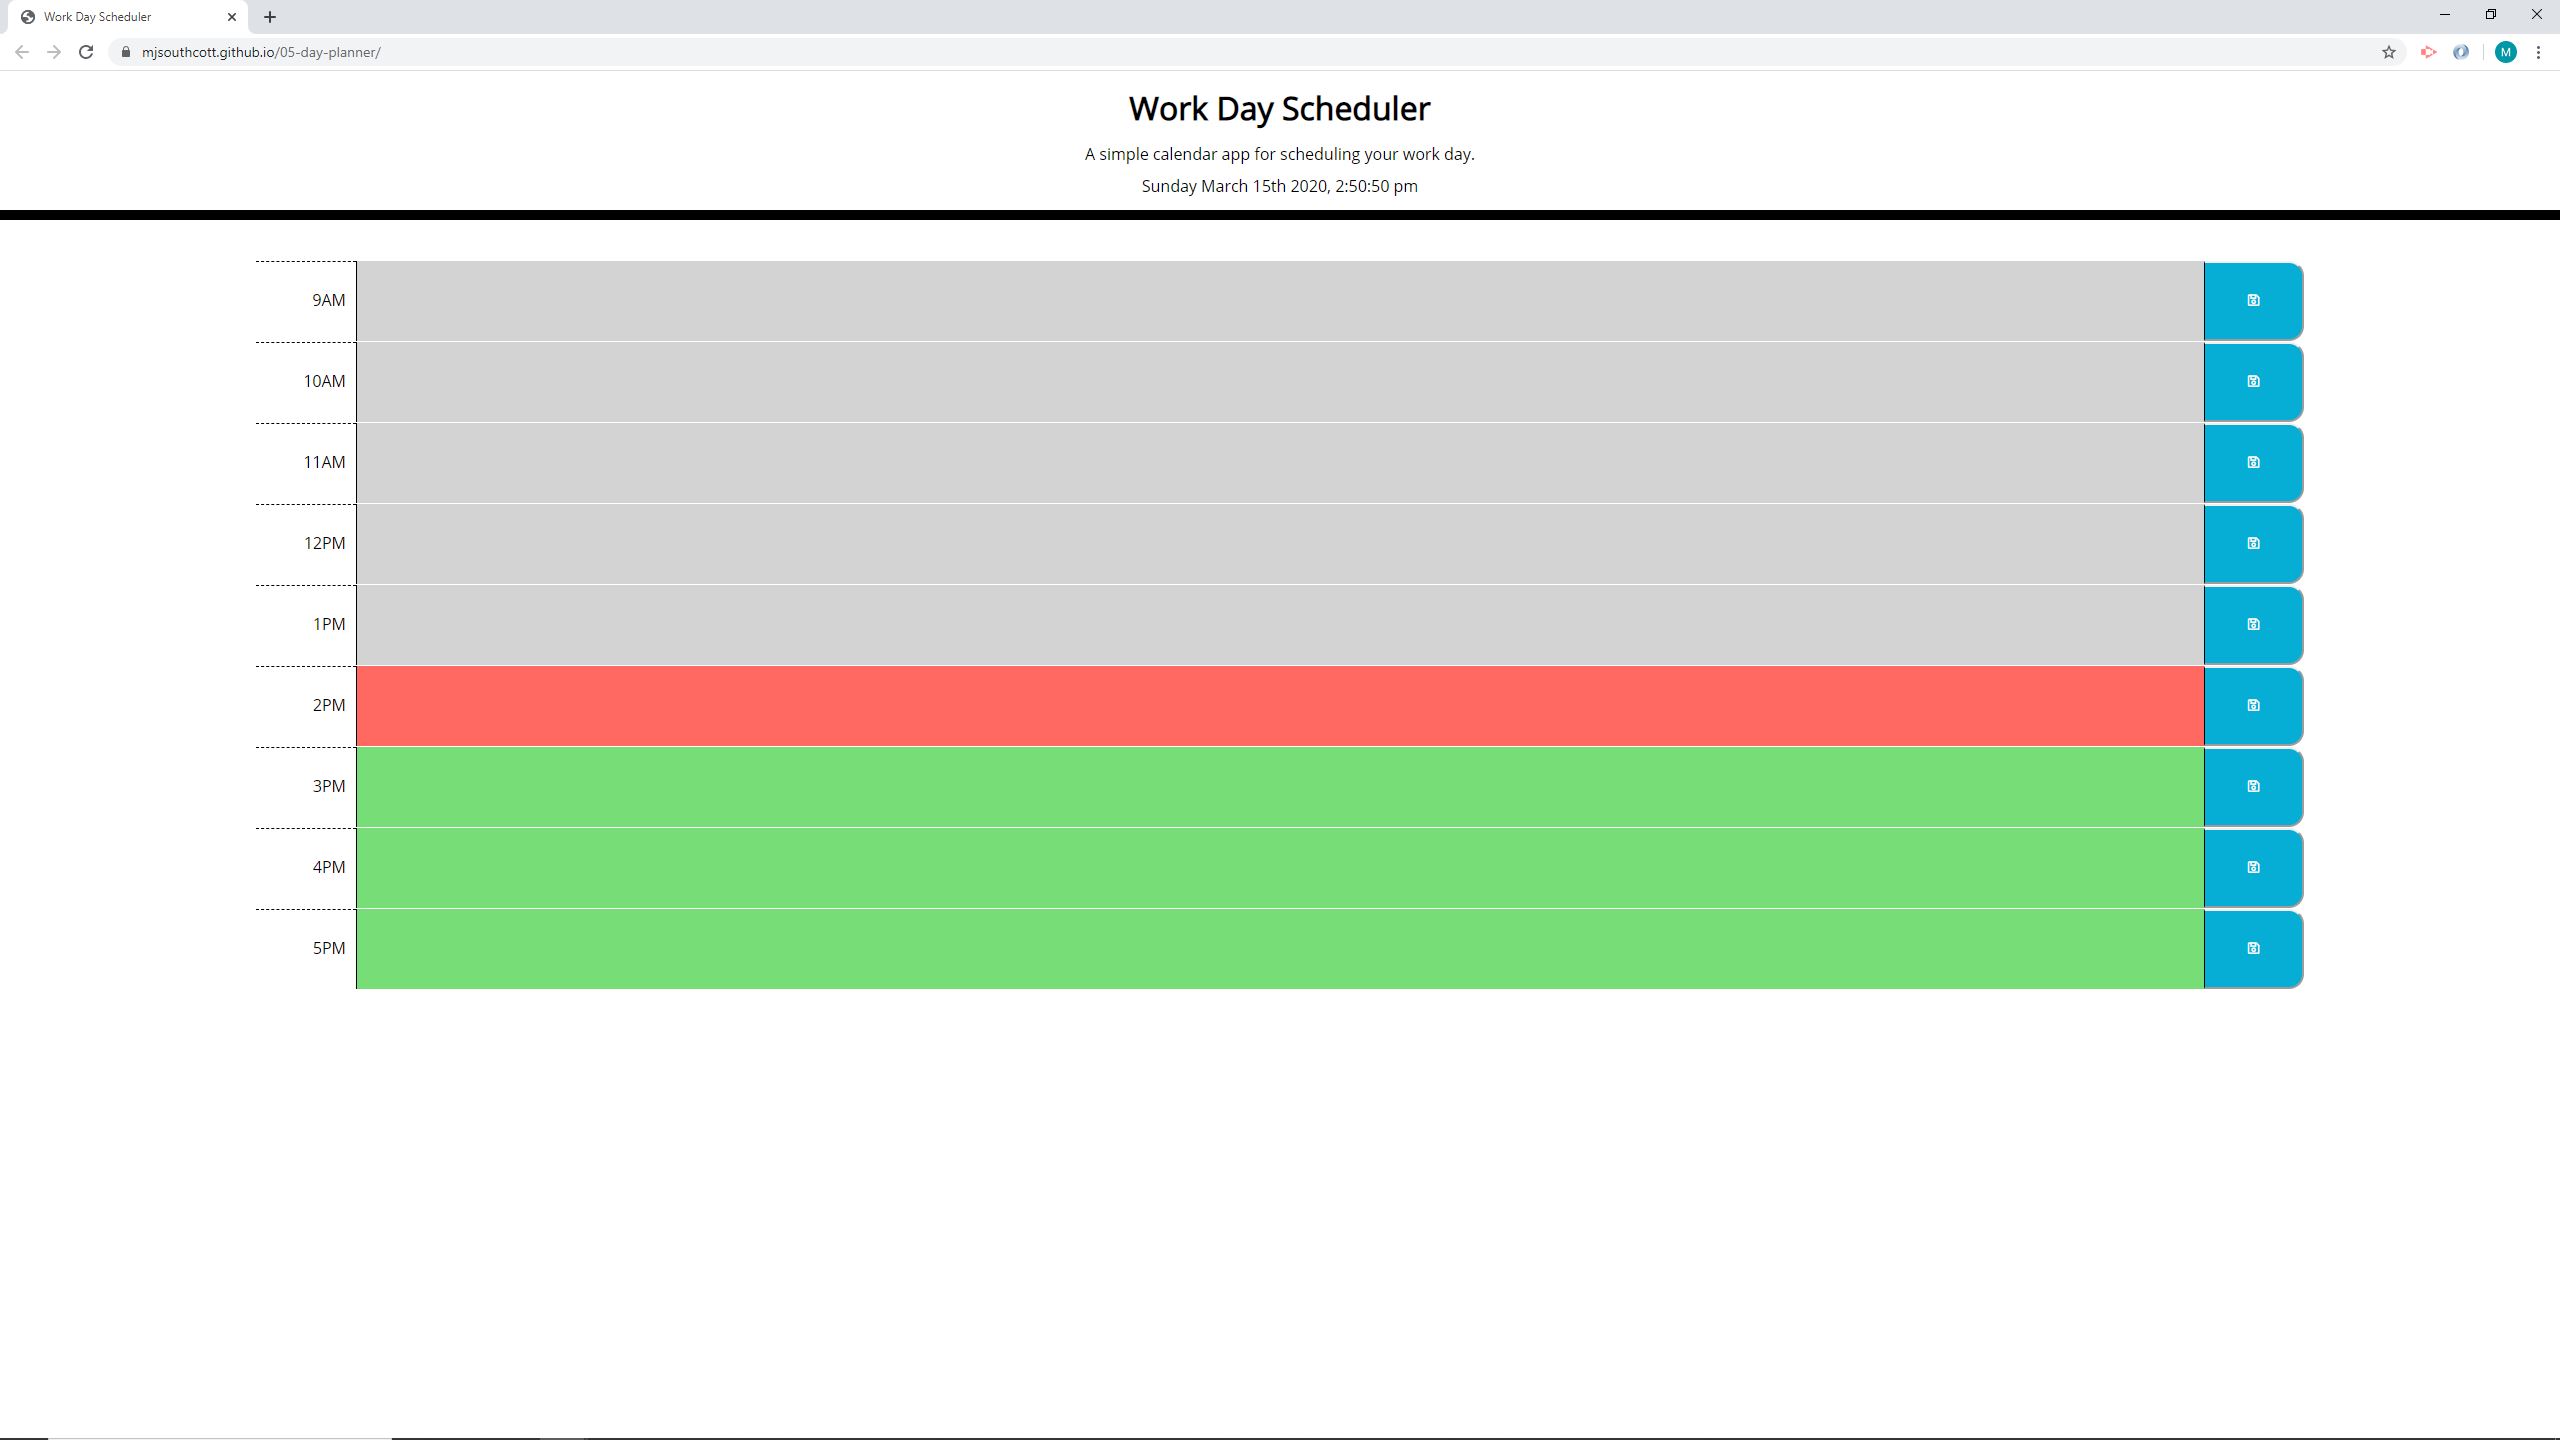 Work Day Scheduler
mjsouthcott.github.io/05-day-planner/
M
Work Day Scheduler
A simple calendar app for scheduling your work day.
Sunday March 15th 2020, 2:50:50 pm
9AM
10AM
11AM
12PM
1PM
2PM
3PM
4PM
5PM